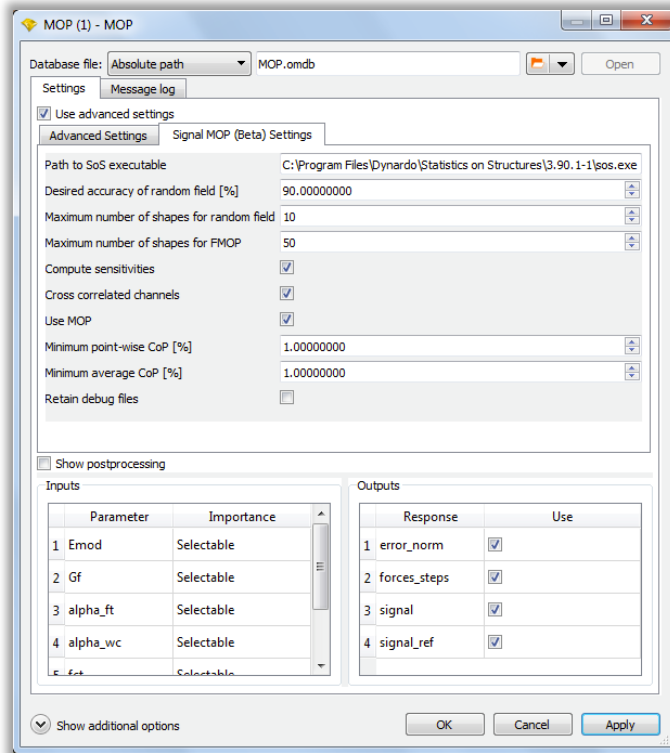 MOP (1) - MOP
Database file: Absolute path MOP.omdb Open
Settings Message log
Use advanced settings
Advanced Settings Signal MOP (Beta) Settings
Path to SoS executable C:\Program Files\Dynardo\Statistics on Structures\3.90.1-1\sos.exe
Desired accuracy of random field [%] 90.00000000
Maximum number of shapes for random field 10
Maximum number of shapes for FMOP 50
Compute sensitivities
Cross correlated channels
Use MOP
Minimum point-wise CoP [%] 1.00000000
Minimum average CoP [%] 1.00000000
Retain debug files
Show postprocessing
Inputs Outputs
Parameter Importance Response Use
1 Emod Selectable 1 error_norm
2 Gf Selectable 2 forces_steps
3 alpha_ft Selectable 3 signal
4 alpha_wc Selectable 4 signal_ref
Show additional options OK Cancel Apply